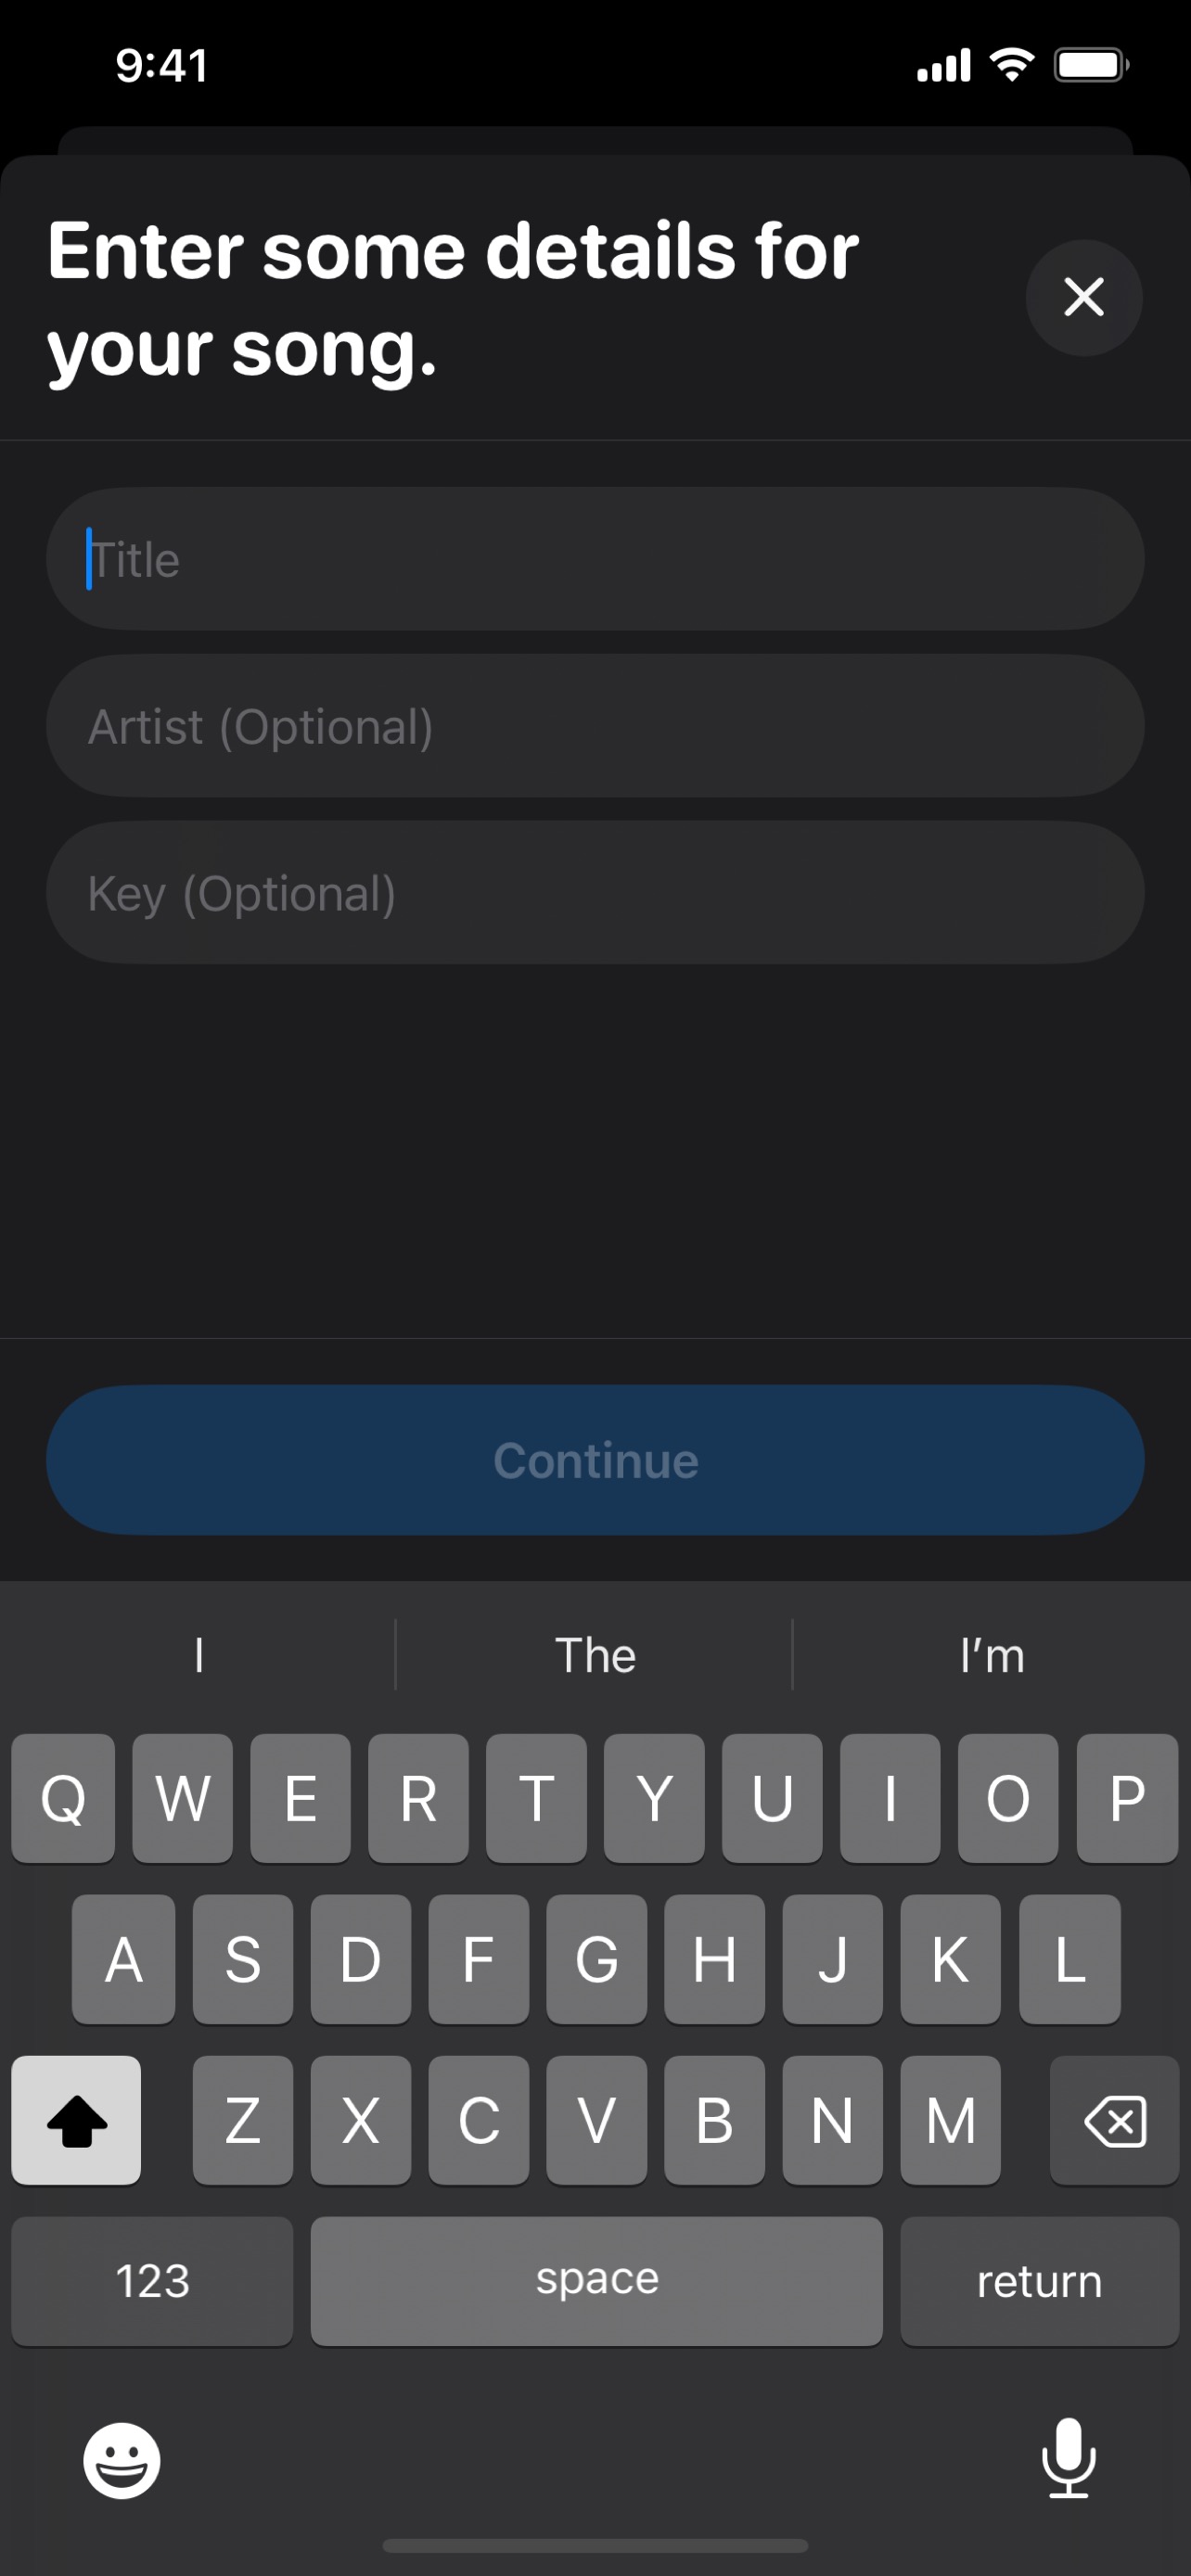 9:41
Enter some details for
your song.
Title
Artist (Optional)
Key (Optional)
Continue
I The I’m
Q W E R T Y U I O P
A S D F G H J K L
Z X C V B N M
123 space return